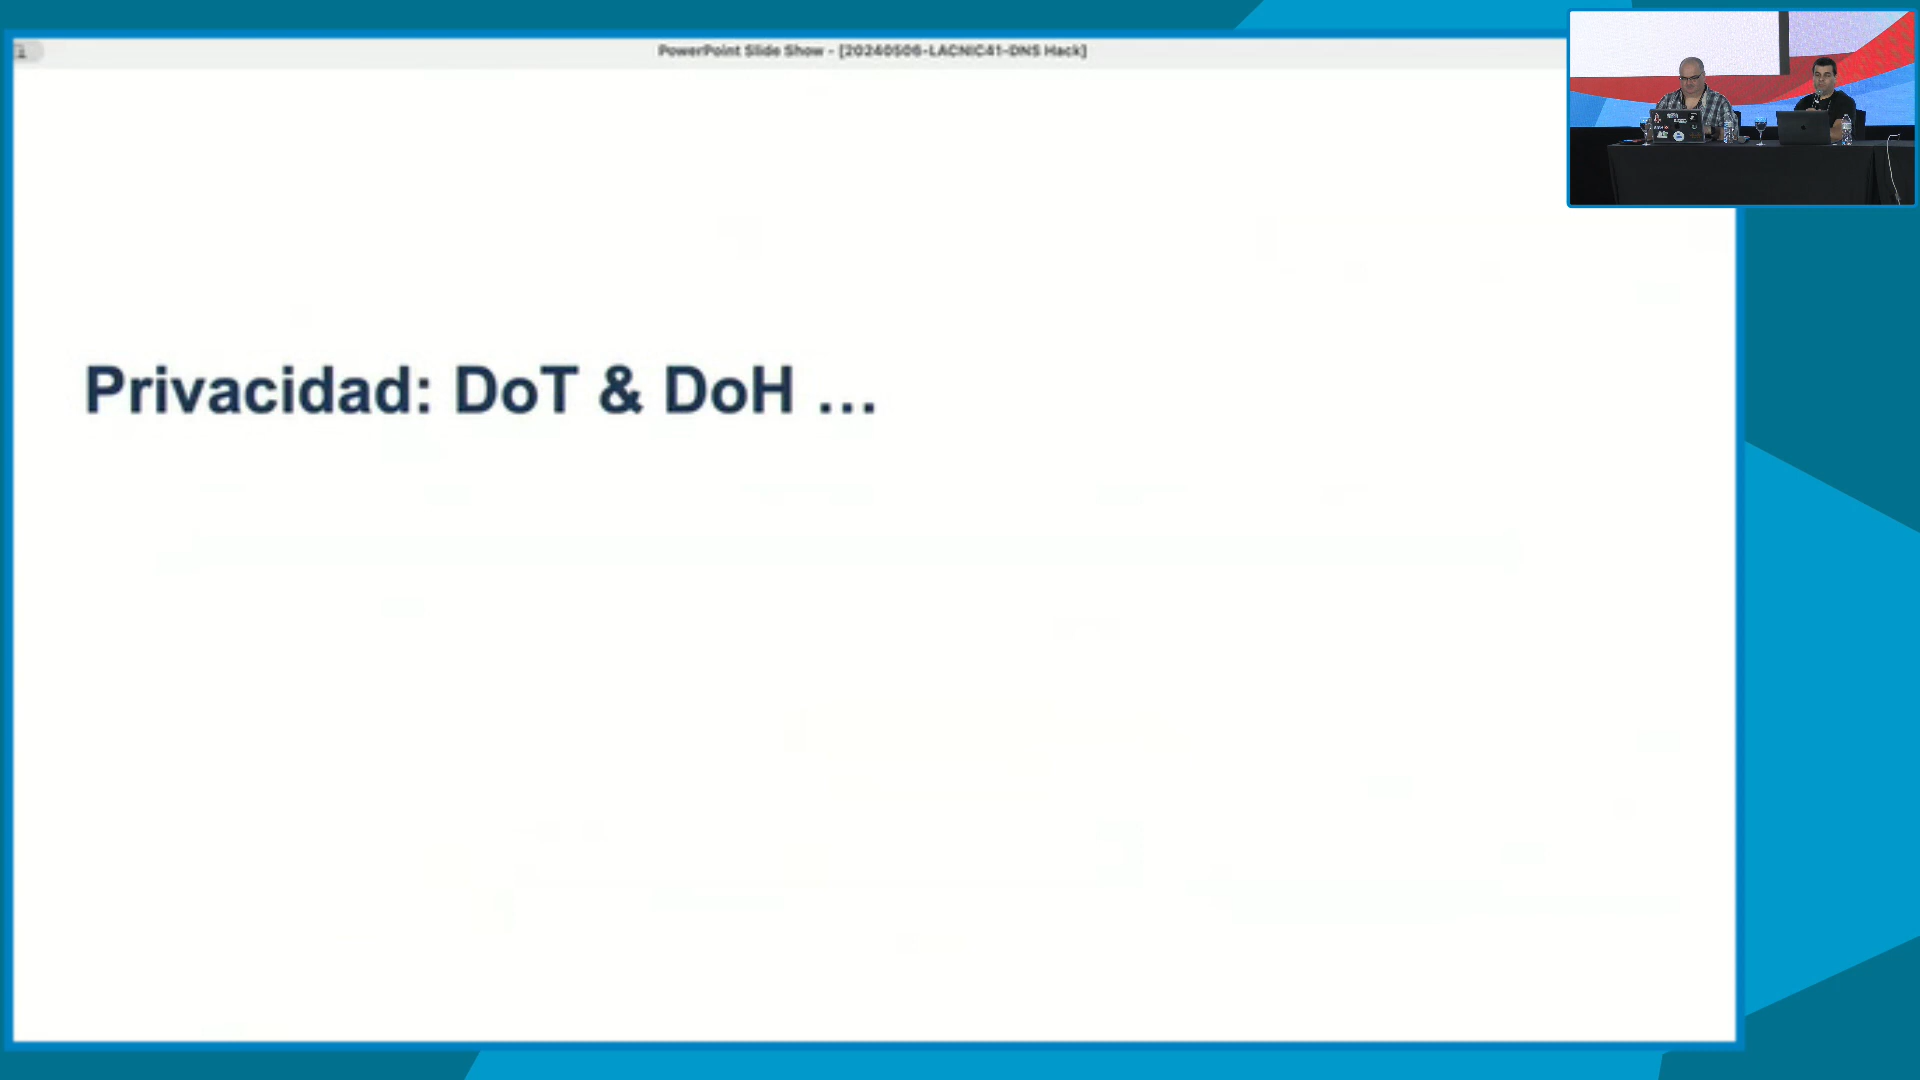 PowerPoint Slide Show - [20240506-LACNIC41-DNS Hack]
Privacidad: DoT & DoH ...